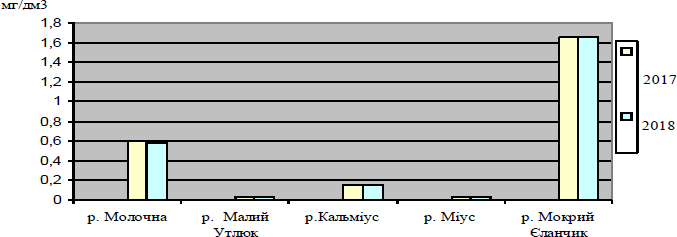 мг/дм3
1,8
1,6
1,4
1,2
1
0,8
0,6
0,4
0,2
0
р. Молочна
р. Малий
Утлюк
р.Кальміус
р. Міус
р. Мокрий
Єланчик
2017
2018